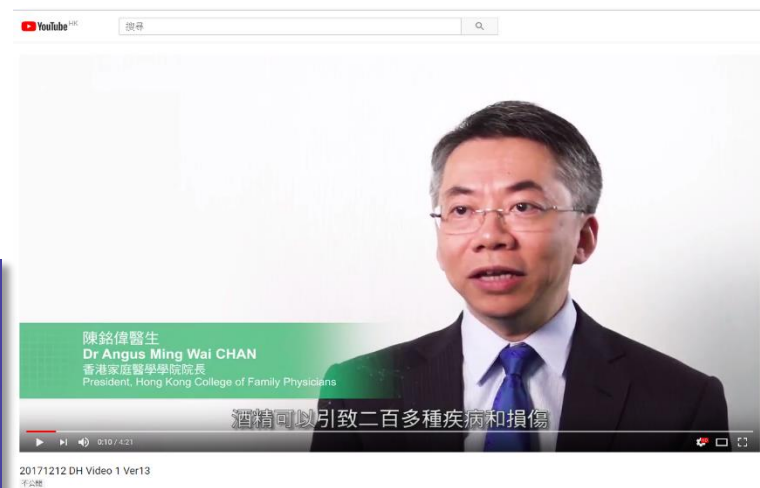 YouTube HK
搜尋
陳銘偉醫生
Dr Angus Ming Wai CHAN
香港家庭醫學學院院長
President, Hong Kong College of Family Physicians
酒精可以引致二百多種疾病和損傷
0:10 / 4:21
20171212 DH Video 1 Ver13
不公開